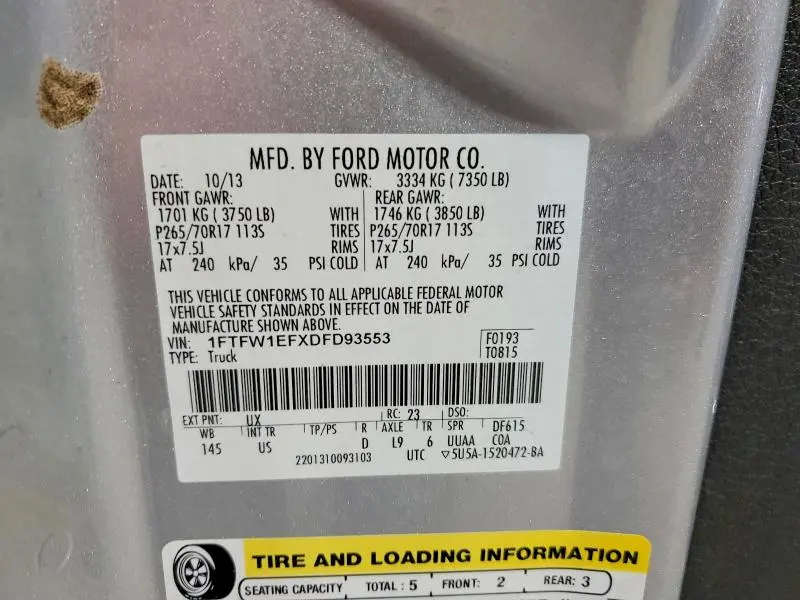 MFD. BY FORD MOTOR CO.
DATE: 10/13 GVWR: 3334 KG ( 7350 LB)
FRONT GAWR: REAR GAWR:
1701 KG ( 3750 LB) WITH 1746 KG ( 3850 LB) WITH
P265/70R17 113S TIRES P265/70R17 113S TIRES
17x7.5J RIMS 17x7.5J RIMS
AT 240 kPa/ 35 PSI COLD AT 240 kPa/ 35 PSI COLD
THIS VEHICLE CONFORMS TO ALL APPLICABLE FEDERAL MOTOR
VEHICLE SAFETY STANDARDS IN EFFECT ON THE DATE OF
MANUFACTURE SHOWN ABOVE.
VIN: 1FTFW1EFXDFD93553 F0193
TYPE: Truck T0815
EXT PNT: UX RC: 23 DSO:
WB INT TR TP/PS R AXLE TR SPR DF615
145 US D L9 6 UUAA COA
2201310093103 UTC ▽5U5A-1520472-BA
TIRE AND LOADING INFORMATION
SEATING CAPACITY TOTAL: 5 FRONT: 2 REAR: 3